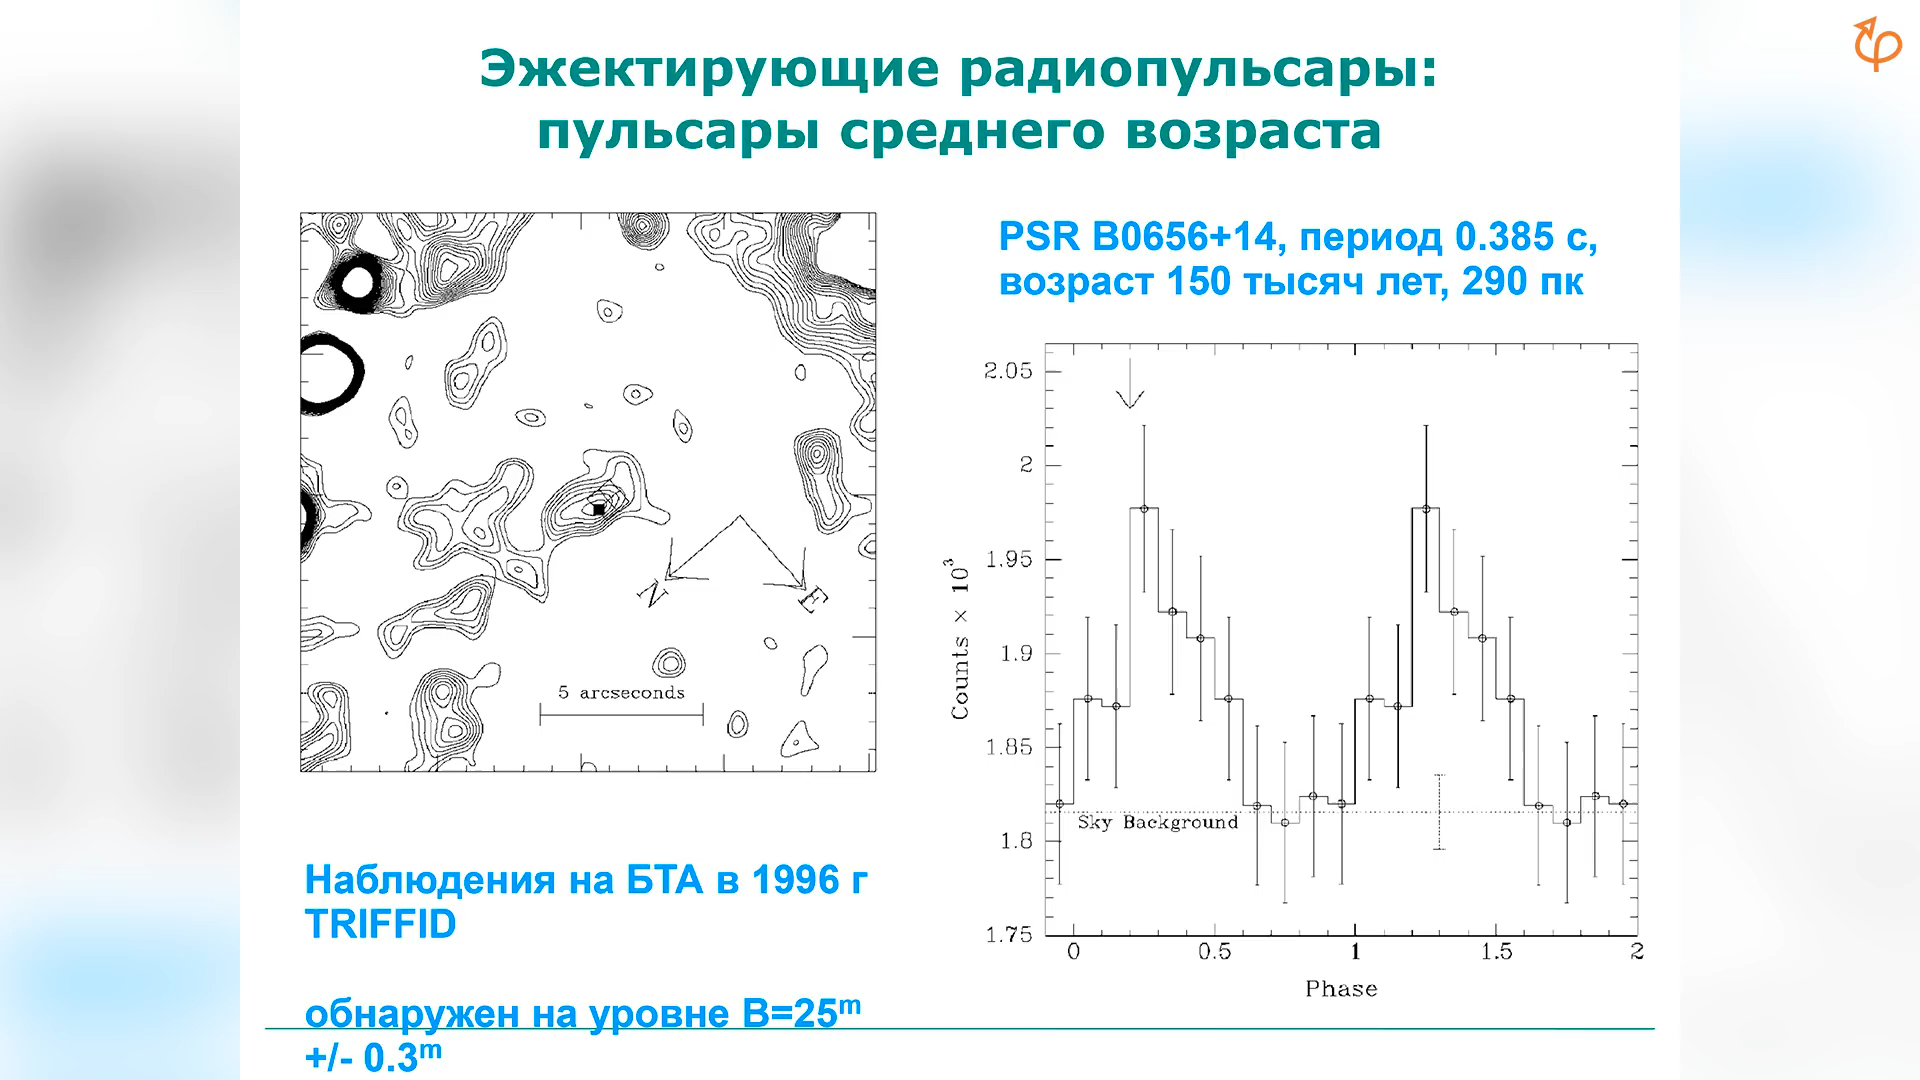 Эжектирующие радиопульсары:
пульсары среднего возраста
PSR B0656+14, период 0.385 с,
возраст 150 тысяч лет, 290 пк
N
E
5 arcseconds
2.05
2
1.95
1.9
1.85
1.8
1.75
Counts × 10³
Sky Background
0 0.5 1 1.5 2
Phase
Наблюдения на БТА в 1996 г
TRIFFID
обнаружен на уровне B=25ᵐ
+/- 0.3ᵐ